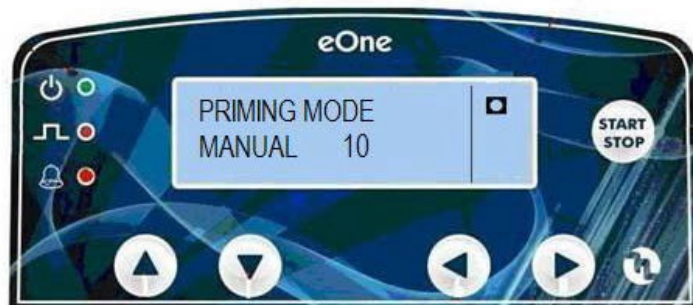 eOne
PRIMING MODE
MANUAL 10
START
STOP